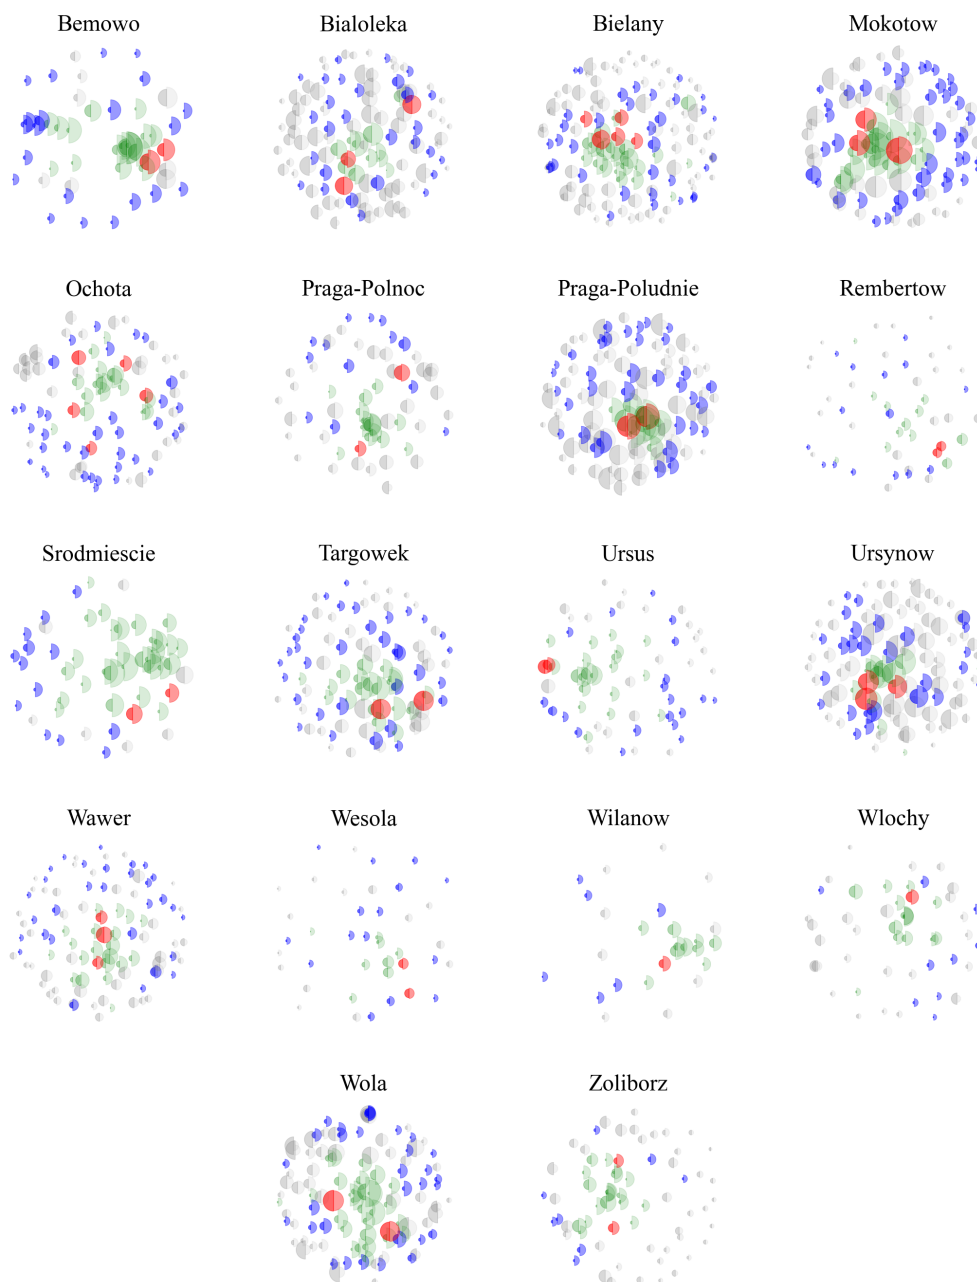 Bemowo
Bialoleka
Bielany
Mokotow
Ochota
Praga-Polnoc
Praga-Poludnie
Rembertow
Srodmiescie
Targowek
Ursus
Ursynow
Wawer
Wesola
Wilanow
Wlochy
Wola
Zoliborz